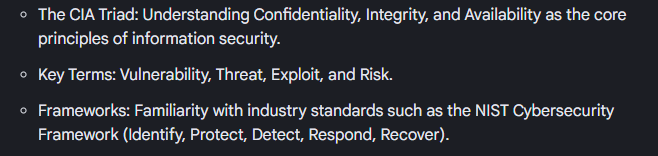 The CIA Triad: Understanding Confidentiality, Integrity, and Availability as the core
principles of information security.
Key Terms: Vulnerability, Threat, Exploit, and Risk.
Frameworks: Familiarity with industry standards such as the NIST Cybersecurity
Framework (Identify, Protect, Detect, Respond, Recover).